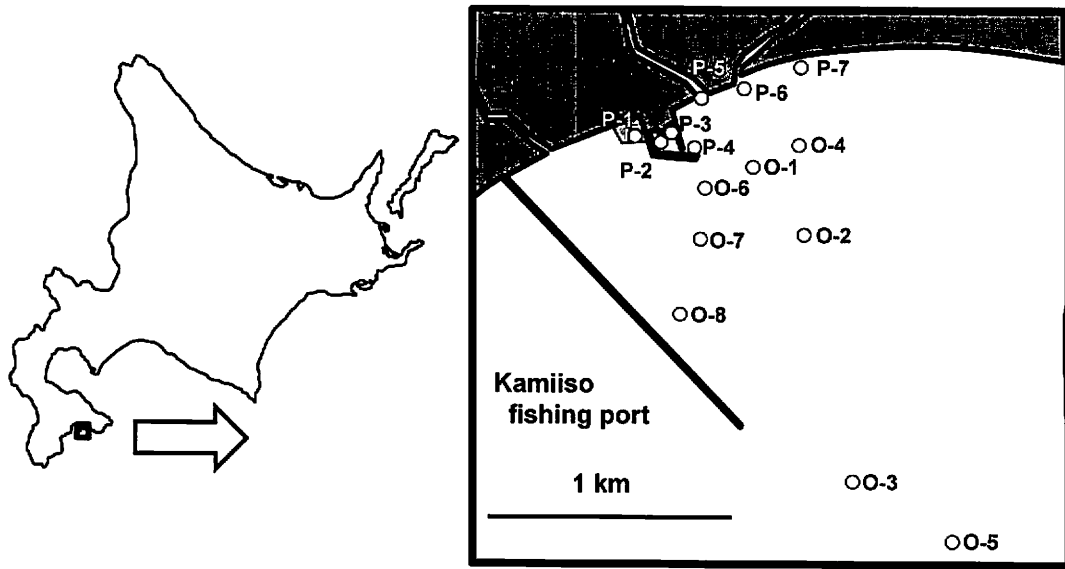 P-5
P-7
P-6
P-1
P-3
P-4
P-2
O-4
O-1
O-6
O-7
O-2
O-8
Kamiiso
fishing port
1 km
O-3
O-5